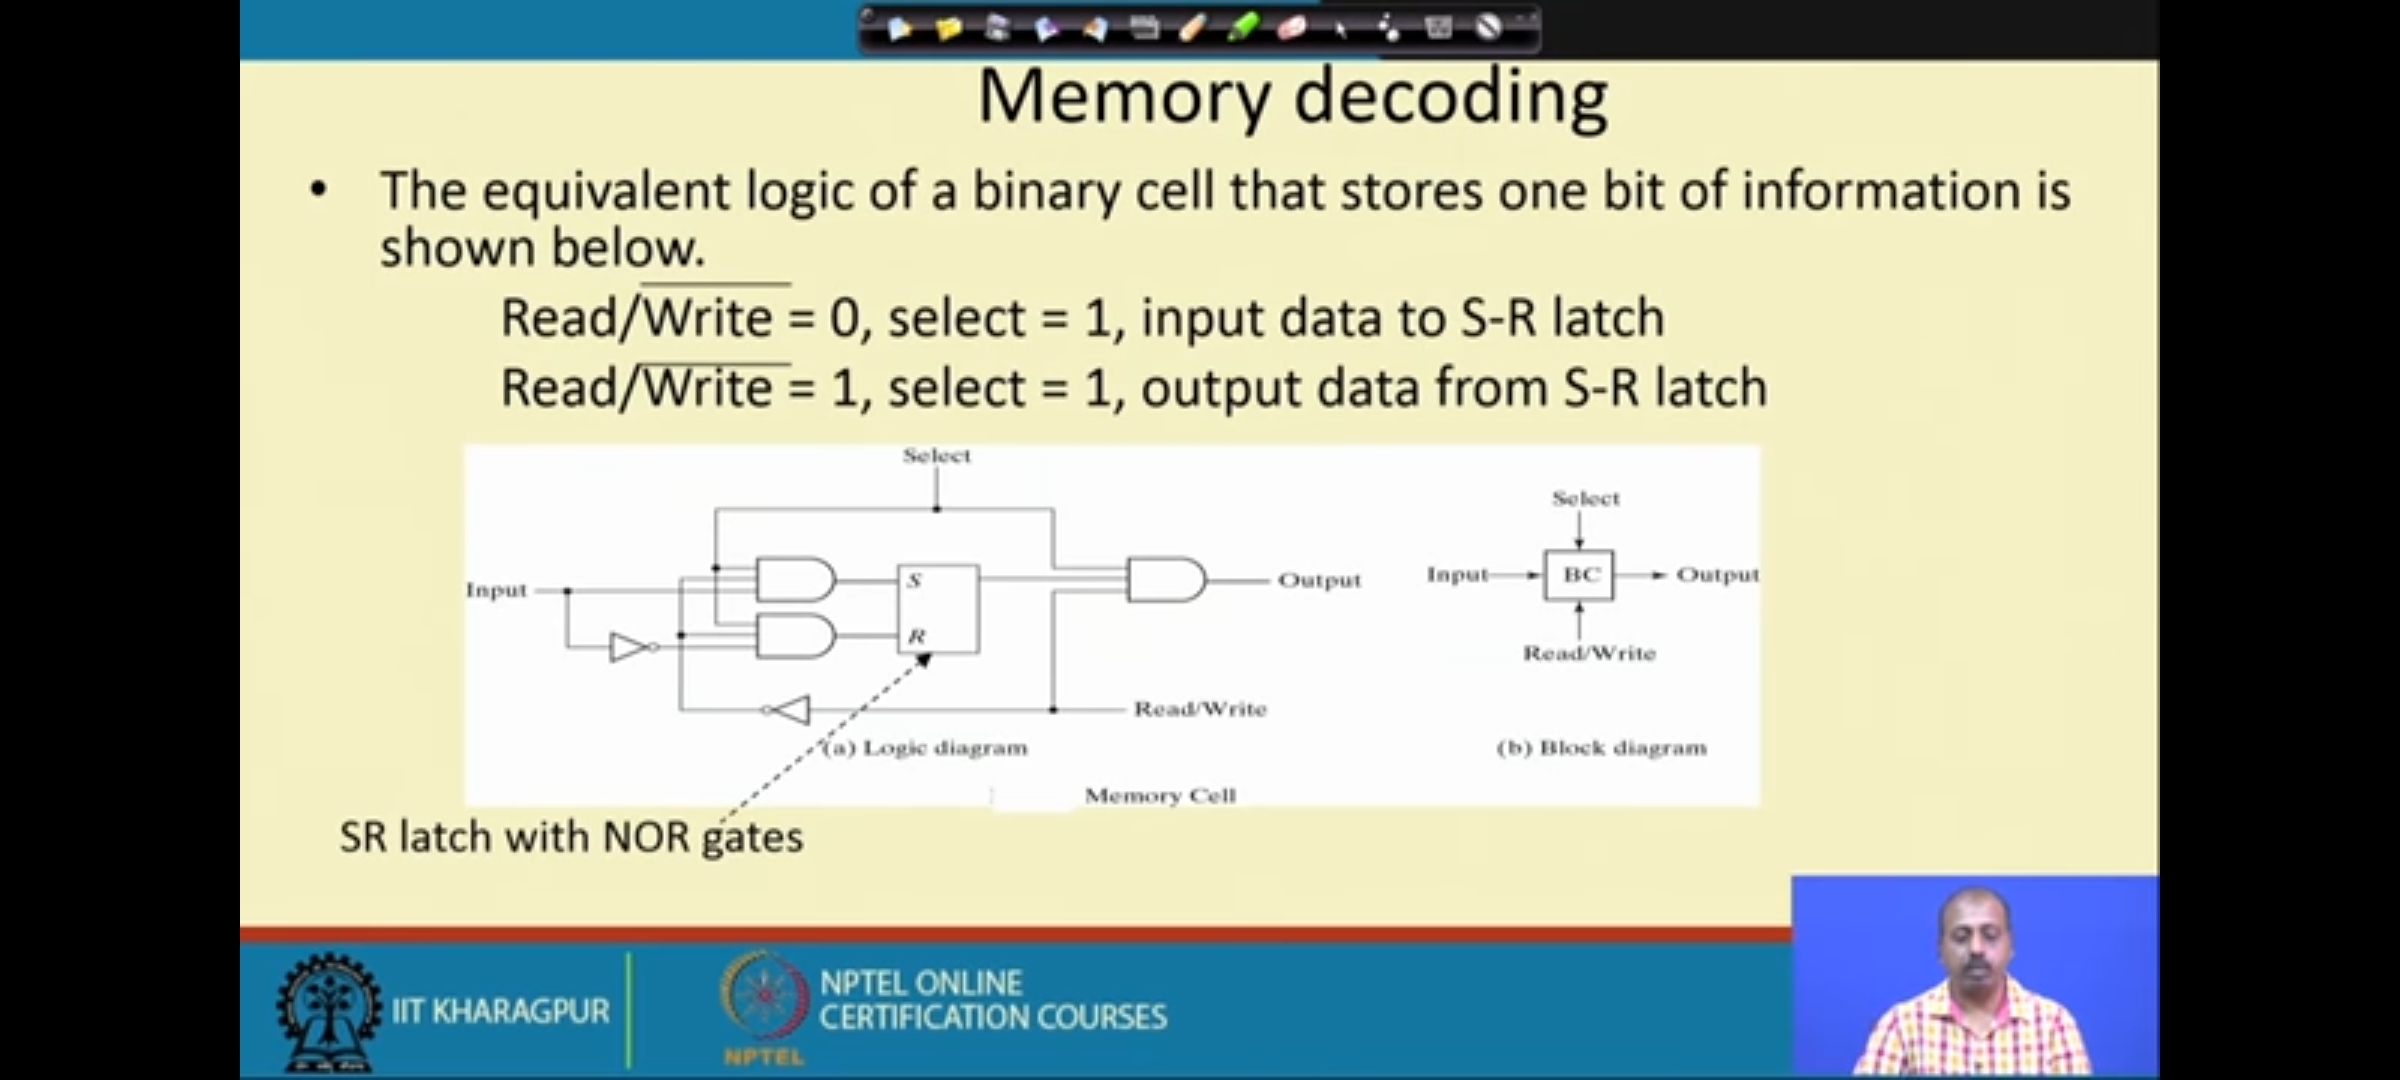 Memory decoding
• The equivalent logic of a binary cell that stores one bit of information is
shown below.
Read/Write = 0, select = 1, input data to S-R latch
Read/Write = 1, select = 1, output data from S-R latch
Select
Input
S
R
Output
Read/Write
(a) Logic diagram
Select
Input
BC
Output
Read/Write
(b) Block diagram
Memory Cell
SR latch with NOR gates
IIT KHARAGPUR
NPTEL
NPTEL ONLINE
CERTIFICATION COURSES